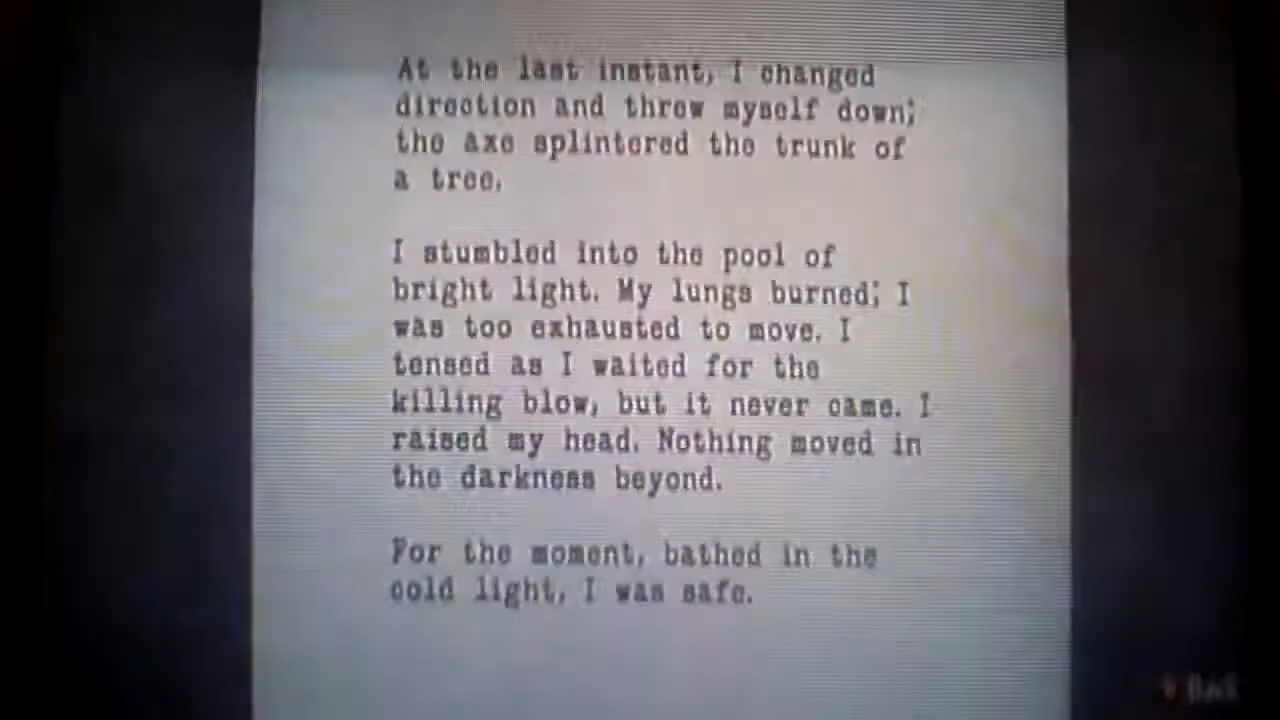 At the last instant, I changed
direction and threw myself down;
the axe splintered the trunk of
a tree.
I stumbled into the pool of
bright light. My lungs burned; I
was too exhausted to move. I
tensed as I waited for the
killing blow, but it never came. I
raised my head. Nothing moved in
the darkness beyond.
For the moment, bathed in the
cold light, I was safe.
Back